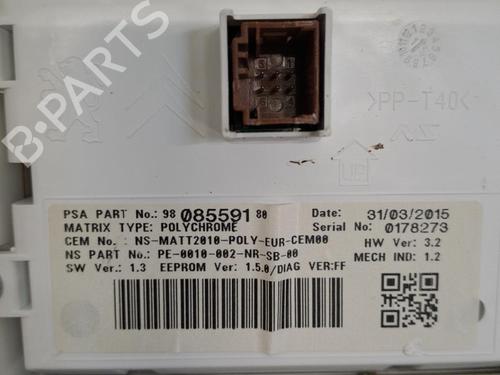 B-PARTS
>PP-T40<
UP
PSA PART No.: 98 085591 80 Date: 31/03/2015
MATRIX TYPE: POLYCHROME Serial No: 0178273
CEM No. : NS-MATT2010-POLY-EUR-CEM00 HW Ver: 3.2
NS PART No.: PE-0010-002-NR-SB-00 MECH IND: 1.2
SW Ver.: 1.3 EEPROM Ver: 1.5.0/DIAG VER:FF